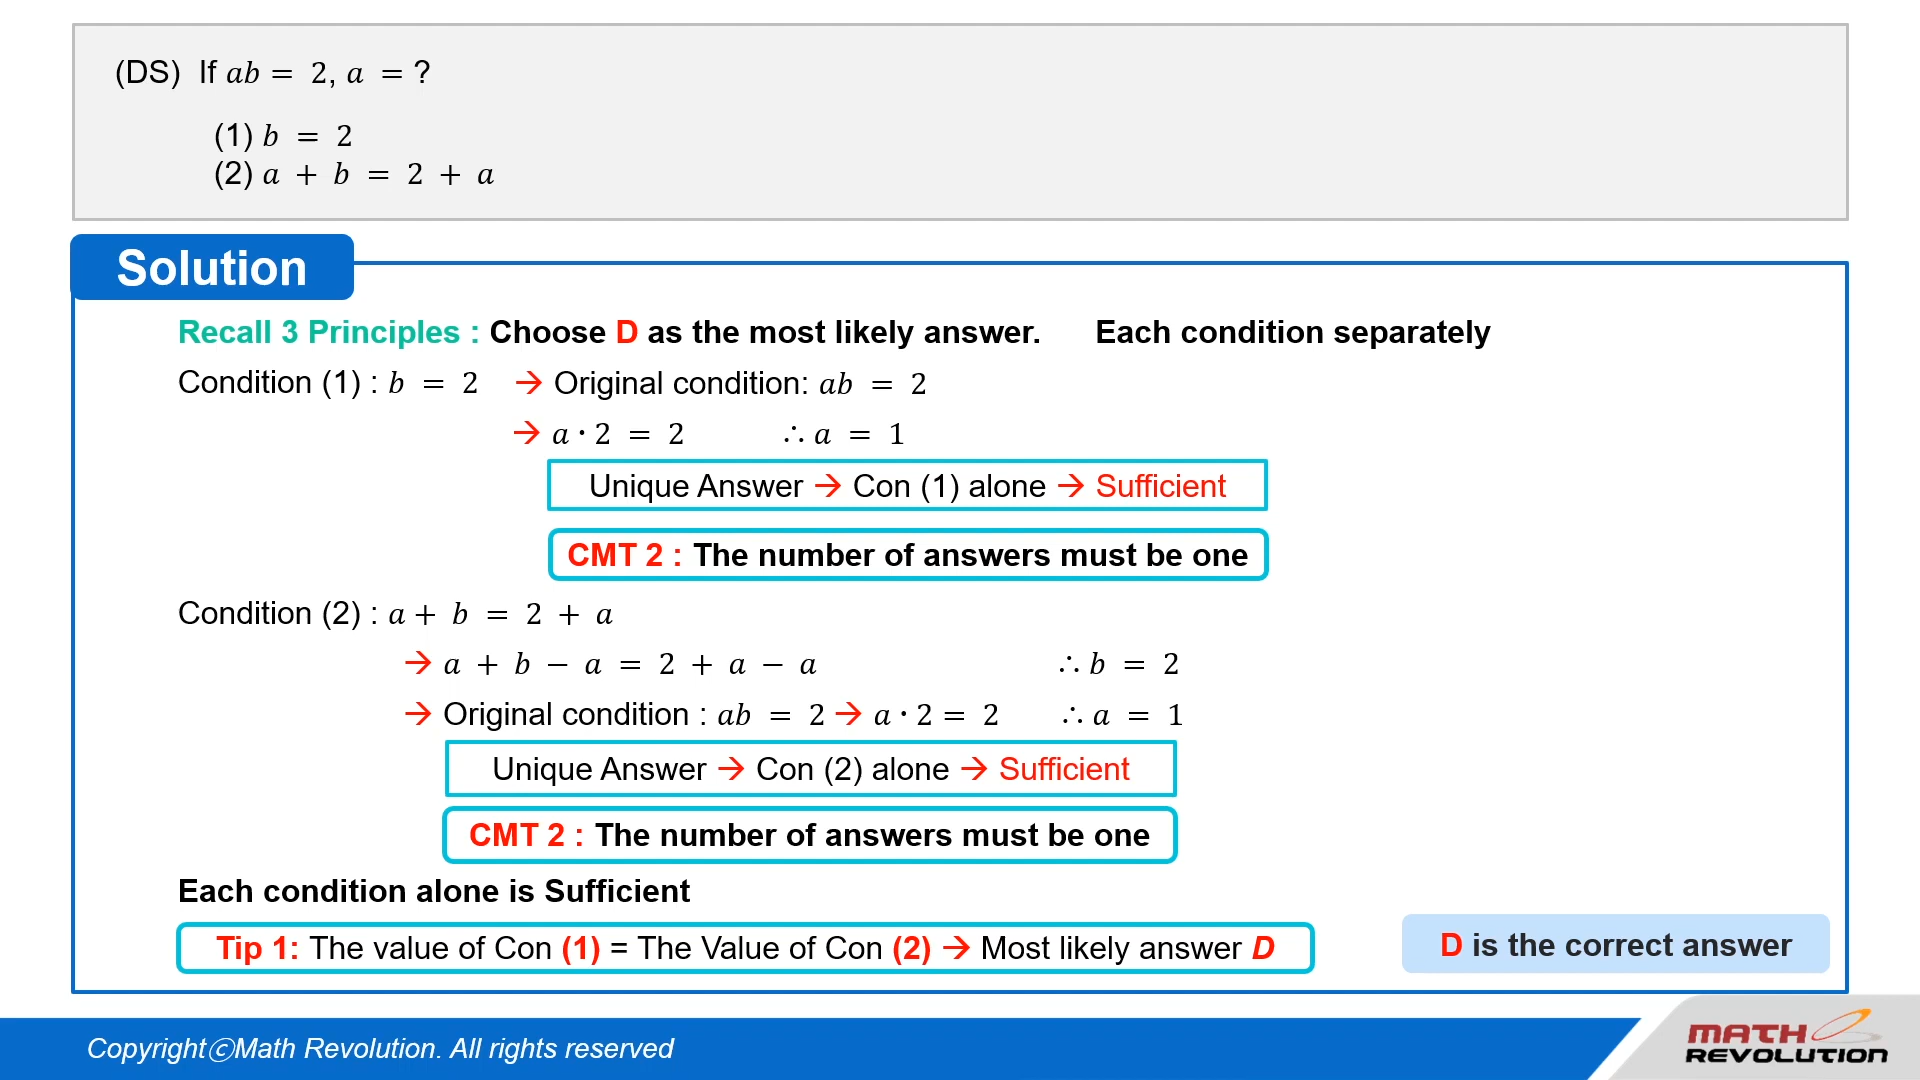 (DS) If ab = 2, a = ?
(1) b = 2
(2) a + b = 2 + a
Solution
Recall 3 Principles : Choose D as the most likely answer. Each condition separately
Condition (1) : b = 2 → Original condition: ab = 2
→ a · 2 = 2 ∴ a = 1
Unique Answer → Con (1) alone → Sufficient
CMT 2 : The number of answers must be one
Condition (2) : a + b = 2 + a
→ a + b − a = 2 + a − a ∴ b = 2
→ Original condition : ab = 2 → a · 2 = 2 ∴ a = 1
Unique Answer → Con (2) alone → Sufficient
CMT 2 : The number of answers must be one
Each condition alone is Sufficient
Tip 1: The value of Con (1) = The Value of Con (2) → Most likely answer D
D is the correct answer
CopyrightⓒMath Revolution. All rights reserved
MATH
REVOLUTION